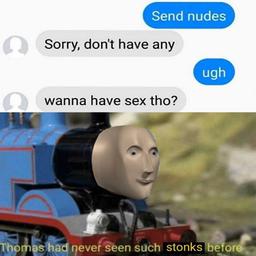 Send nudes
Sorry, don't have any
ugh
wanna have sex tho?
Thomas had never seen such stonks before